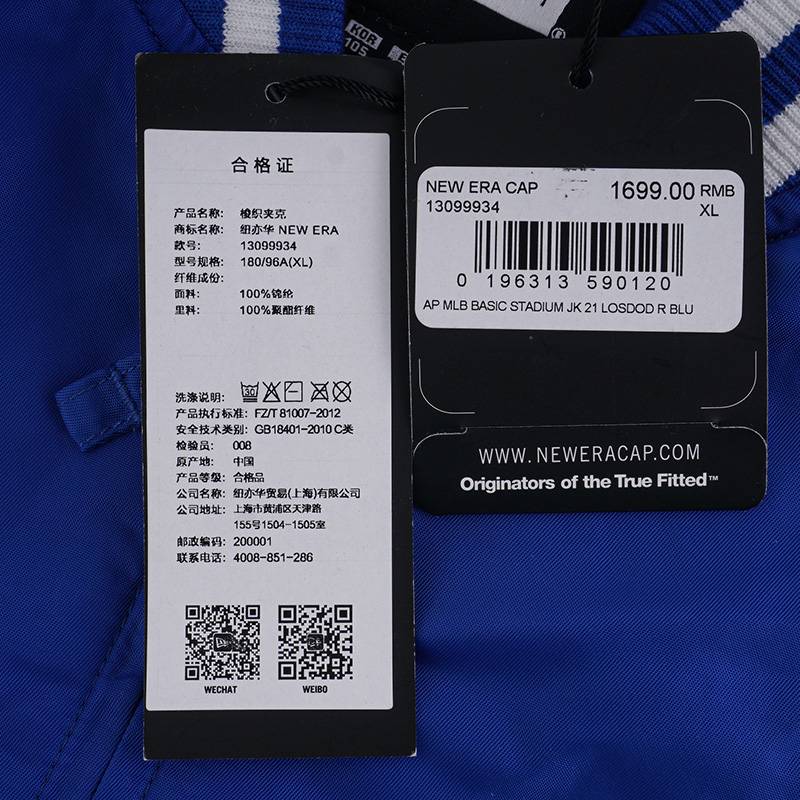 KOR
105
合格证
产品名称: 梭织夹克
商标名称: 纽亦华 NEW ERA
款号: 13099934
型号规格: 180/96A(XL)
纤维成份:
面料: 100%锦纶
里料: 100%聚酯纤维
洗涤说明: 30
产品执行标准: FZ/T 81007-2012
安全技术类别: GB18401-2010 C类
检验员: 008
原产地: 中国
产品等级: 合格品
公司名称: 纽亦华贸易(上海)有限公司
公司地址: 上海市黄浦区天津路
155号1504-1505室
邮政编码: 200001
联系电话: 4008-851-286
WECHAT WEIBO
NEW ERA CAP 1699.00 RMB
13099934 XL
0 196313 590120
AP MLB BASIC STADIUM JK 21 LOSDOD R BLU
WWW.NEWERACAP.COM
Originators of the True Fitted™